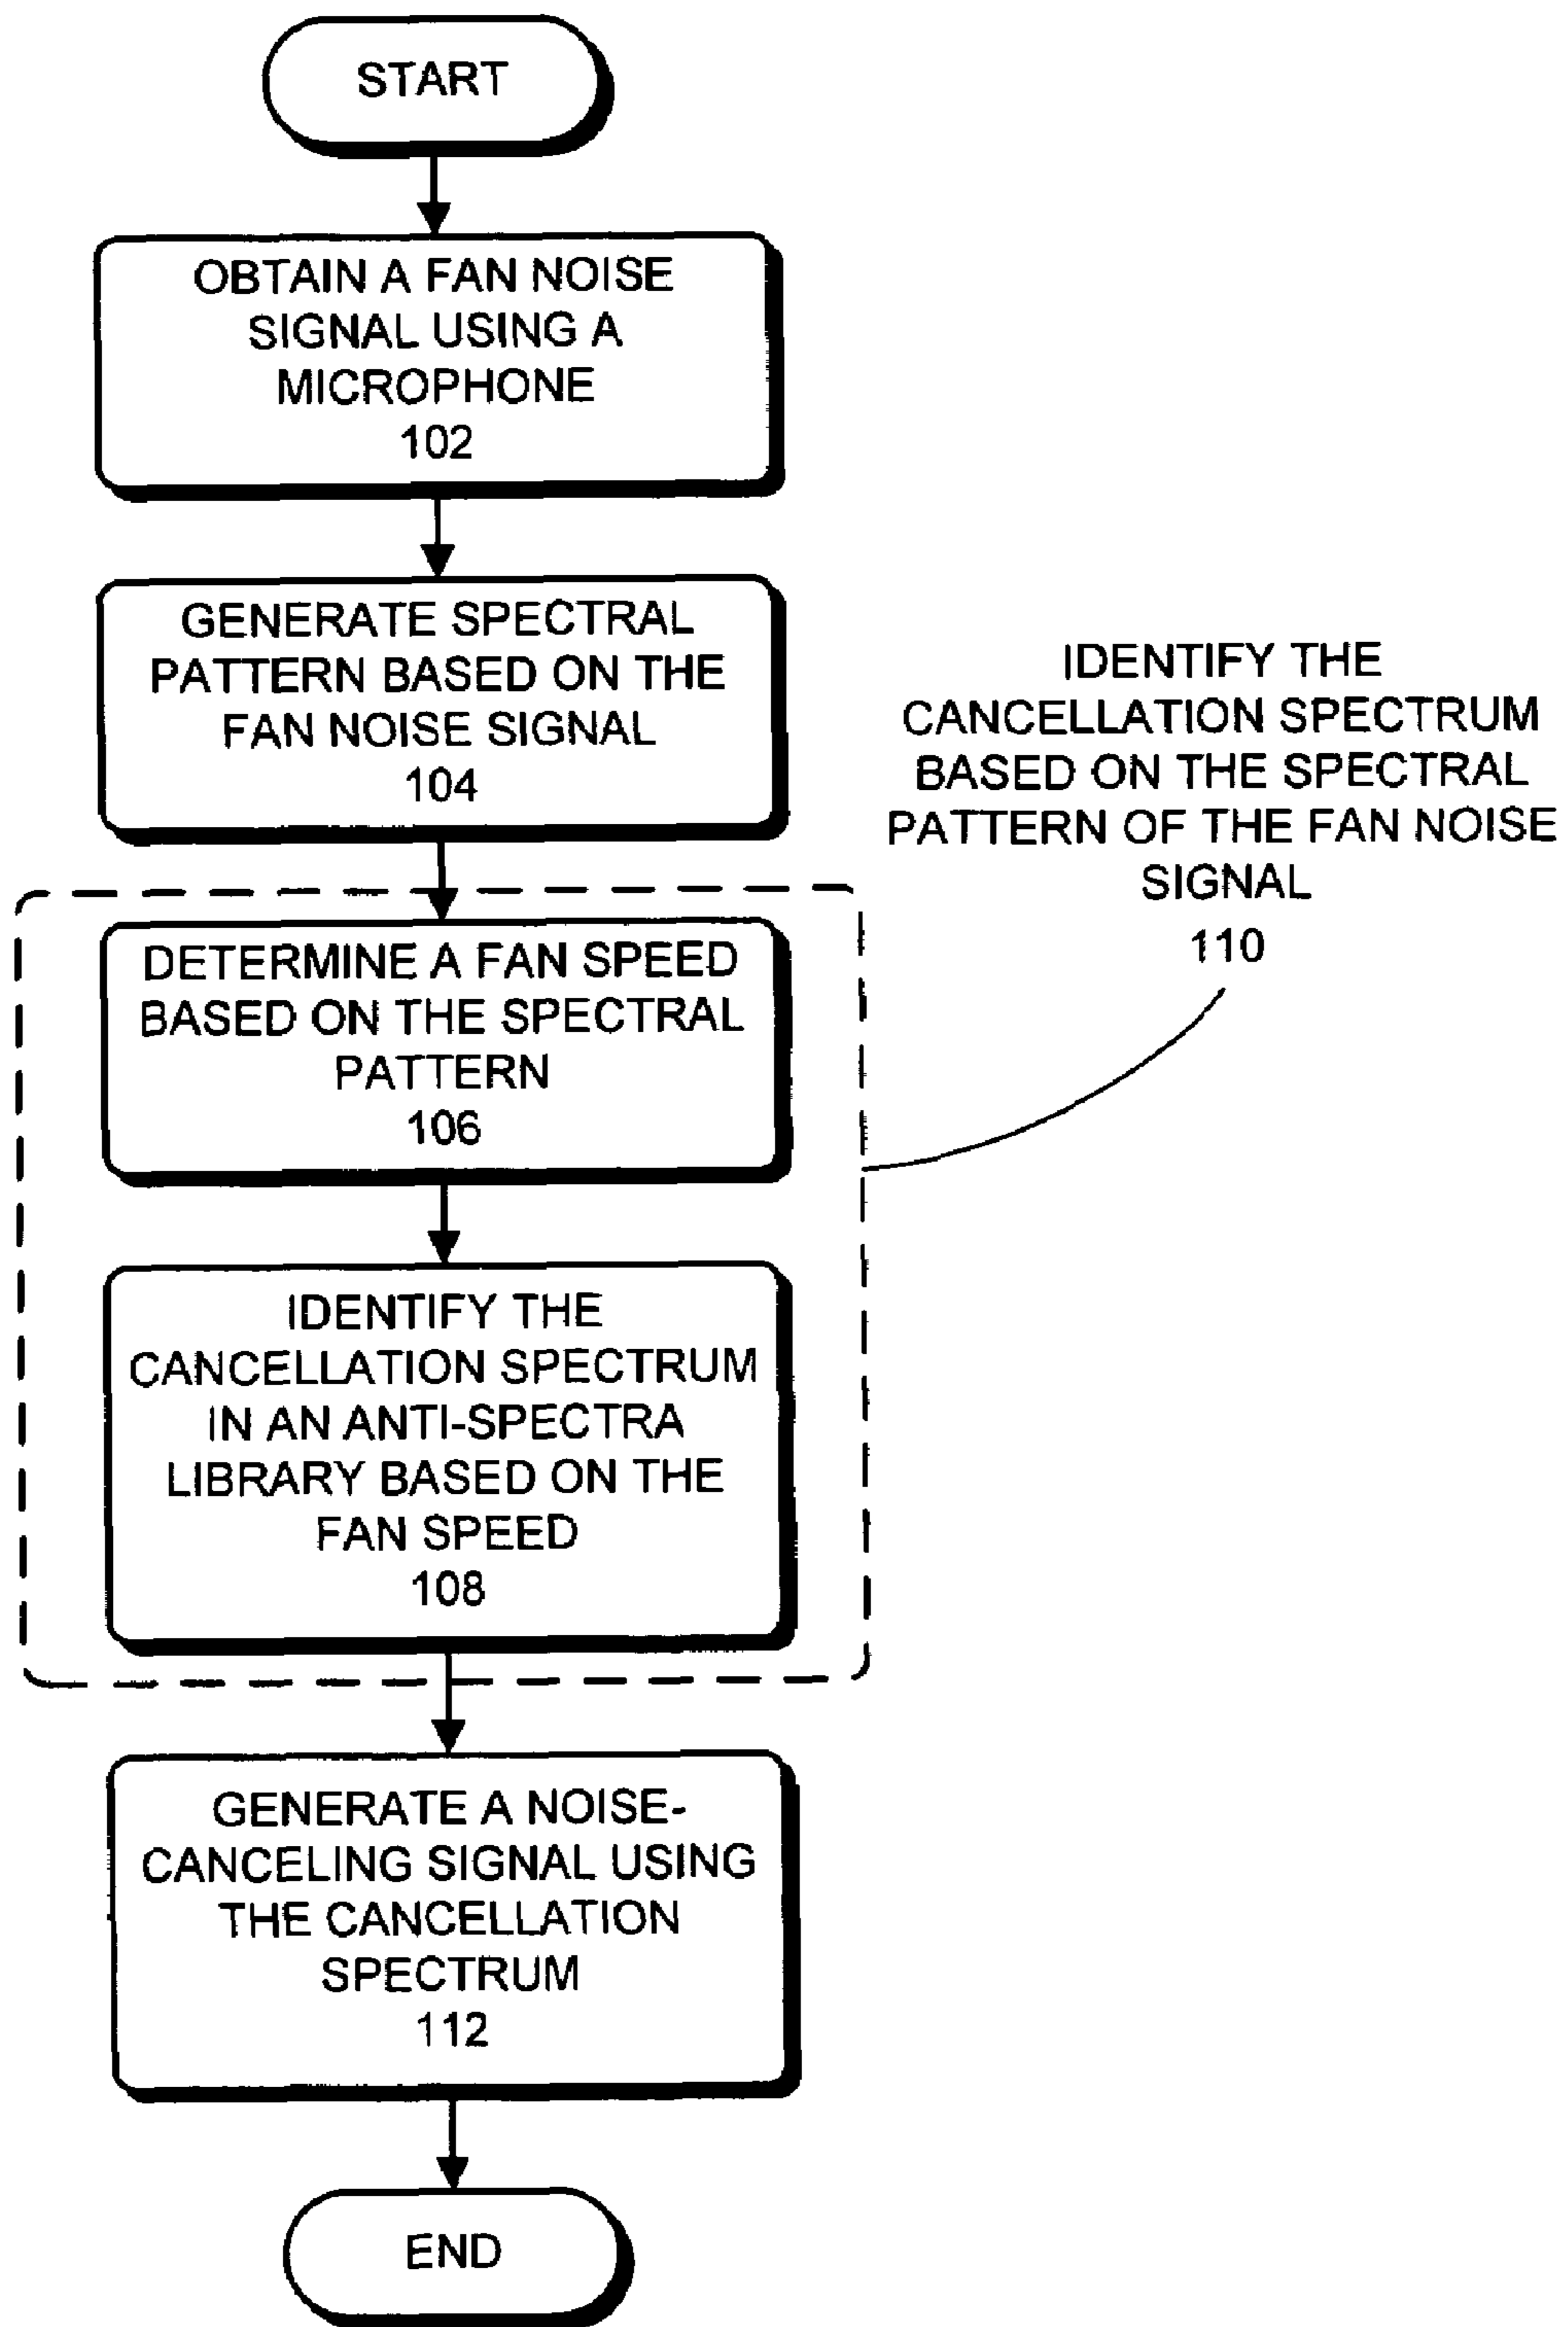 START
OBTAIN A FAN NOISE
SIGNAL USING A
MICROPHONE
102
GENERATE SPECTRAL
PATTERN BASED ON THE
FAN NOISE SIGNAL
104
IDENTIFY THE
CANCELLATION SPECTRUM
BASED ON THE SPECTRAL
PATTERN OF THE FAN NOISE
SIGNAL
110
DETERMINE A FAN SPEED
BASED ON THE SPECTRAL
PATTERN
106
IDENTIFY THE
CANCELLATION SPECTRUM
IN AN ANTI-SPECTRA
LIBRARY BASED ON THE
FAN SPEED
108
GENERATE A NOISE-
CANCELING SIGNAL USING
THE CANCELLATION
SPECTRUM
112
END